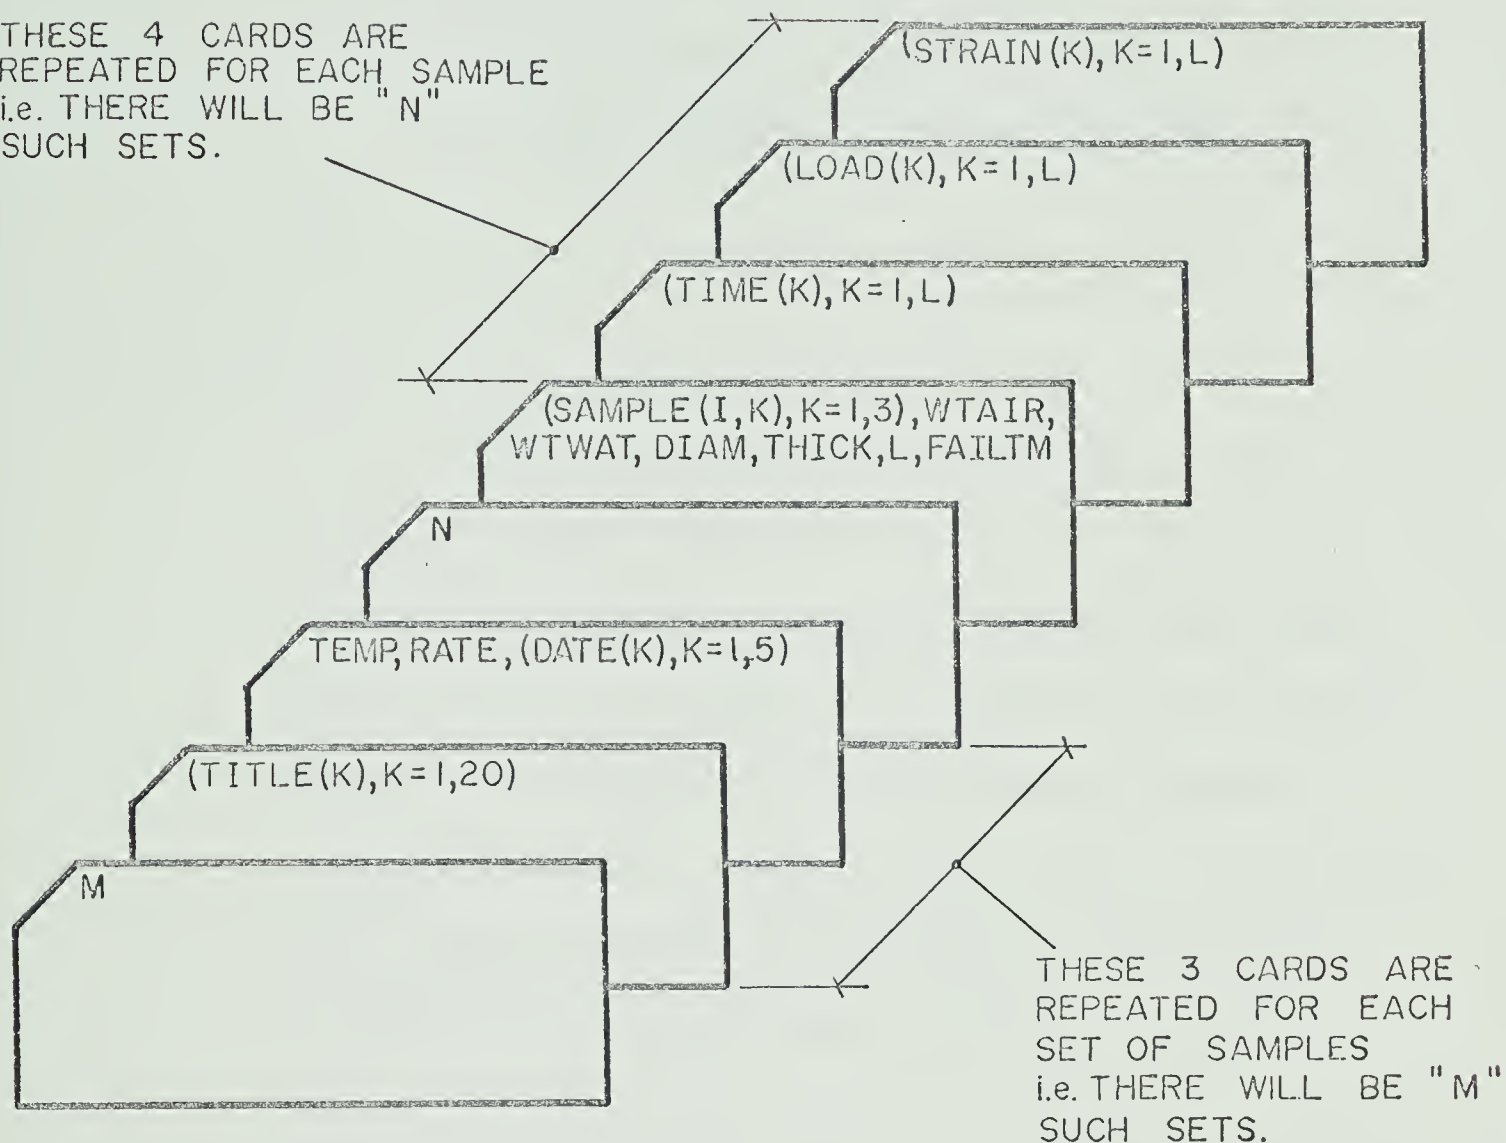 THESE 4 CARDS ARE
REPEATED FOR EACH SAMPLE
i.e. THERE WILL BE "N"
SUCH SETS.
(STRAIN(K), K=1,L)
(LOAD(K), K=1,L)
(TIME(K), K=1,L)
(SAMPLE(I,K), K=1,3), WTAIR,
WTWAT, DIAM, THICK, L, FAILTM
N
TEMP, RATE, (DATE(K), K=1,5)
(TITLE(K), K=1,20)
M
THESE 3 CARDS ARE
REPEATED FOR EACH
SET OF SAMPLES
i.e. THERE WILL BE "M"
SUCH SETS.